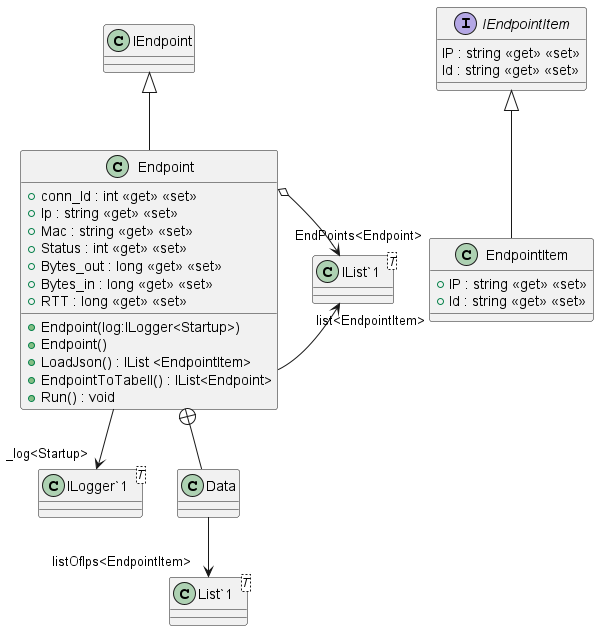 C IEndpoint
I IEndpointItem
IP : string «get» «set»
Id : string «get» «set»
C Endpoint
conn_Id : int «get» «set»
Ip : string «get» «set»
Mac : string «get» «set»
Status : int «get» «set»
Bytes_out : long «get» «set»
Bytes_in : long «get» «set»
RTT : long «get» «set»
Endpoint(log:ILogger<Startup>)
Endpoint()
LoadJson() : IList <EndpointItem>
EndpointToTabell() : IList<Endpoint>
Run() : void
EndPoints<Endpoint>
C IList`1 T
list<EndpointItem>
C EndpointItem
IP : string «get» «set»
Id : string «get» «set»
_log<Startup>
C ILogger`1 T
C Data
listOfIps<EndpointItem>
C List`1 T